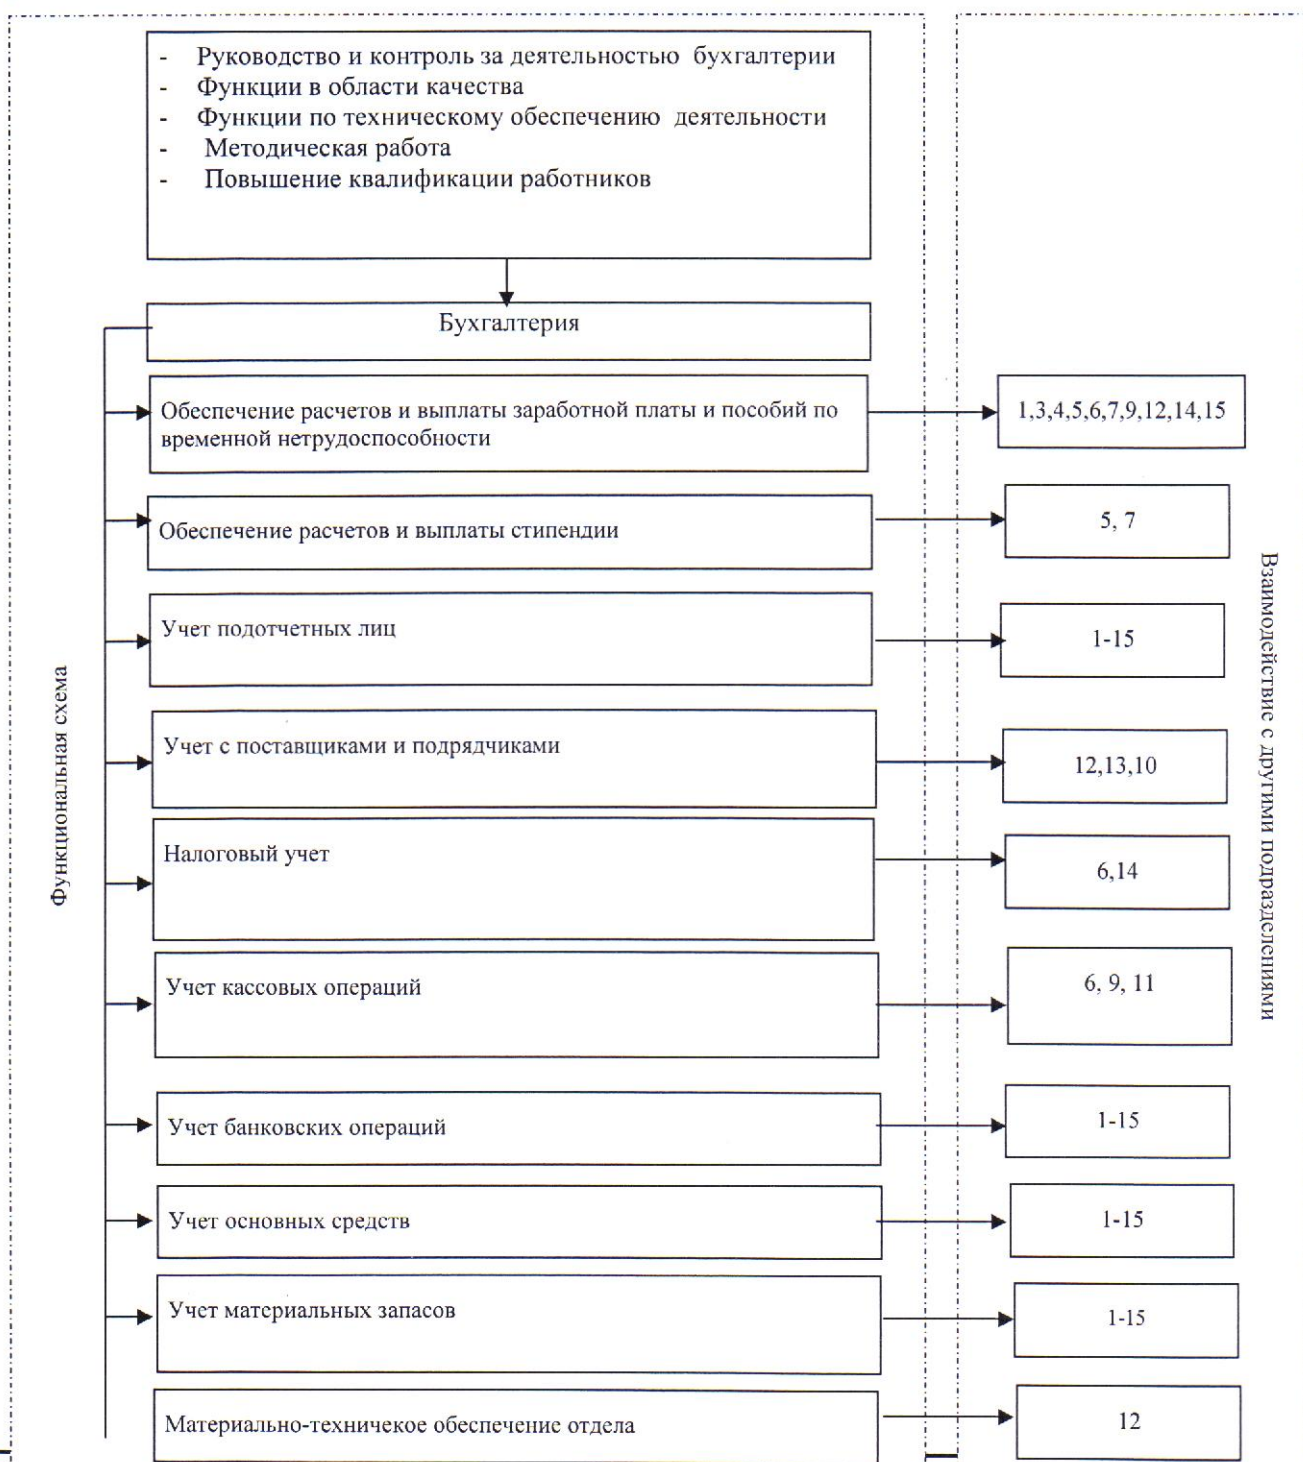 - Руководство и контроль за деятельностью бухгалтерии
- Функции в области качества
- Функции по техническому обеспечению деятельности
- Методическая работа
- Повышение квалификации работников
Бухгалтерия
Обеспечение расчетов и выплаты заработной платы и пособий по
временной нетрудоспособности
1,3,4,5,6,7,9,12,14,15
Обеспечение расчетов и выплаты стипендии
5, 7
Учет подотчетных лиц
1-15
Учет с поставщиками и подрядчиками
12,13,10
Налоговый учет
6,14
Учет кассовых операций
6, 9, 11
Учет банковских операций
1-15
Учет основных средств
1-15
Учет материальных запасов
1-15
Материально-техничекое обеспечение отдела
12
Функциональная схема
Взаимодействие с другими подразделениями